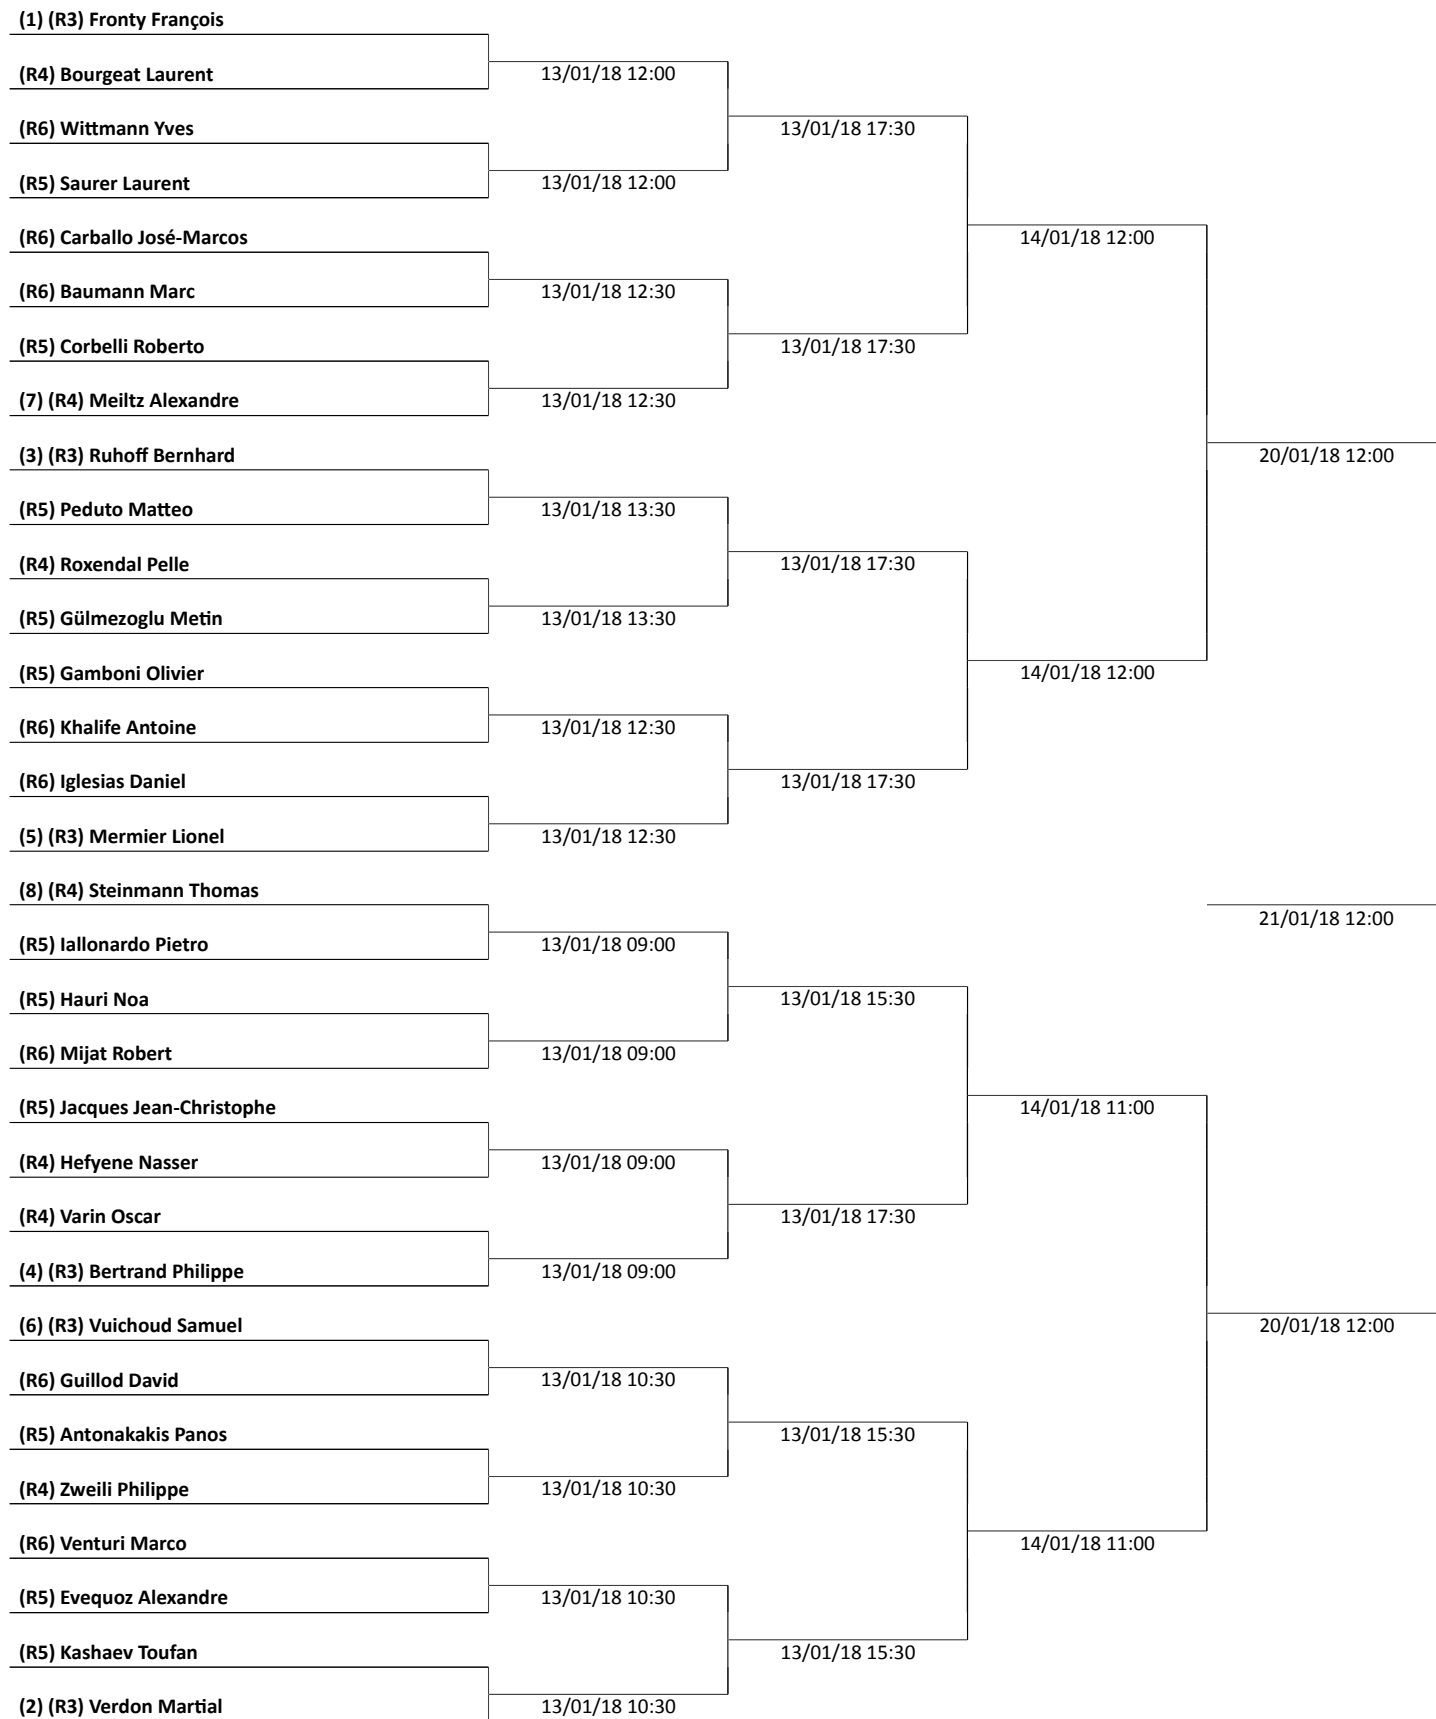 (1) (R3) Fronty François
(R4) Bourgeat Laurent
13/01/18 12:00
(R6) Wittmann Yves
13/01/18 17:30
(R5) Saurer Laurent
13/01/18 12:00
(R6) Carballo José-Marcos
14/01/18 12:00
(R6) Baumann Marc
13/01/18 12:30
(R5) Corbelli Roberto
13/01/18 17:30
(7) (R4) Meiltz Alexandre
13/01/18 12:30
(3) (R3) Ruhoff Bernhard
20/01/18 12:00
(R5) Peduto Matteo
13/01/18 13:30
(R4) Roxendal Pelle
13/01/18 17:30
(R5) Gülmezoglu Metin
13/01/18 13:30
(R5) Gamboni Olivier
14/01/18 12:00
(R6) Khalife Antoine
13/01/18 12:30
(R6) Iglesias Daniel
13/01/18 17:30
(5) (R3) Mermier Lionel
13/01/18 12:30
(8) (R4) Steinmann Thomas
21/01/18 12:00
(R5) Iallonardo Pietro
13/01/18 09:00
(R5) Hauri Noa
13/01/18 15:30
(R6) Mijat Robert
13/01/18 09:00
(R5) Jacques Jean-Christophe
14/01/18 11:00
(R4) Hefyene Nasser
13/01/18 09:00
(R4) Varin Oscar
13/01/18 17:30
(4) (R3) Bertrand Philippe
13/01/18 09:00
(6) (R3) Vuichoud Samuel
20/01/18 12:00
(R6) Guillod David
13/01/18 10:30
(R5) Antonakakis Panos
13/01/18 15:30
(R4) Zweili Philippe
13/01/18 10:30
(R6) Venturi Marco
14/01/18 11:00
(R5) Evequoz Alexandre
13/01/18 10:30
(R5) Kashaev Toufan
13/01/18 15:30
(2) (R3) Verdon Martial
13/01/18 10:30